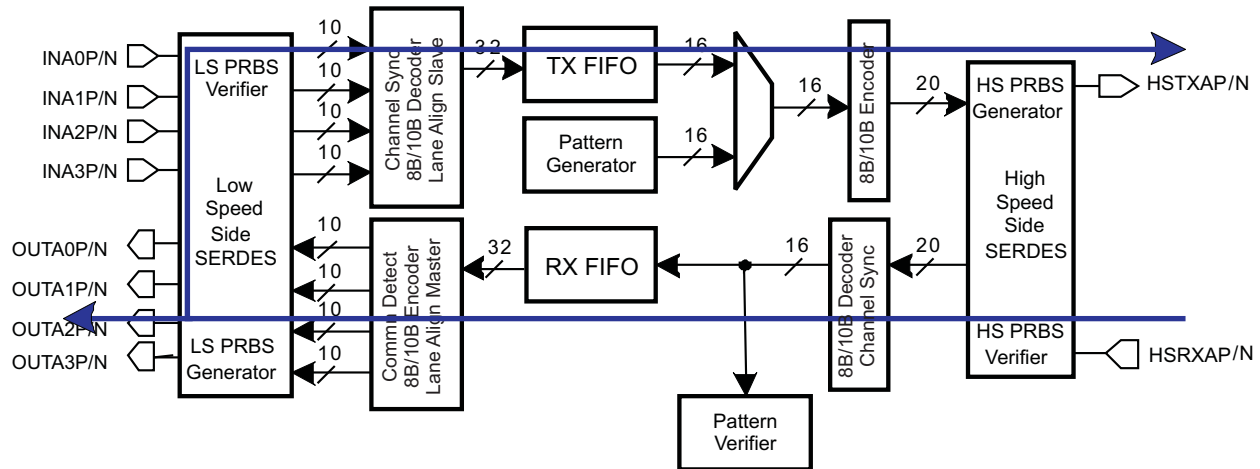 INA0P/N
INA1P/N
INA2P/N
INA3P/N
OUTA0P/N
OUTA1P/N
OUTA2P/N
OUTA3P/N
LS PRBS
Verifier
Low
Speed
Side
SERDES
LS PRBS
Generator
10
10
10
10
10
10
10
10
Channel Sync
8B/10B Decoder
Lane Align Slave
Commn Detect
8B/10B Encoder
Lane Align Master
32
32
TX FIFO
Pattern
Generator
RX FIFO
16
16
16
16
Pattern
Verifier
8B/10B Encoder
8B/10B Decoder
Channel Sync
20
20
HS PRBS
Generator
High
Speed
Side
SERDES
HS PRBS
Verifier
HSTXAP/N
HSRXAP/N